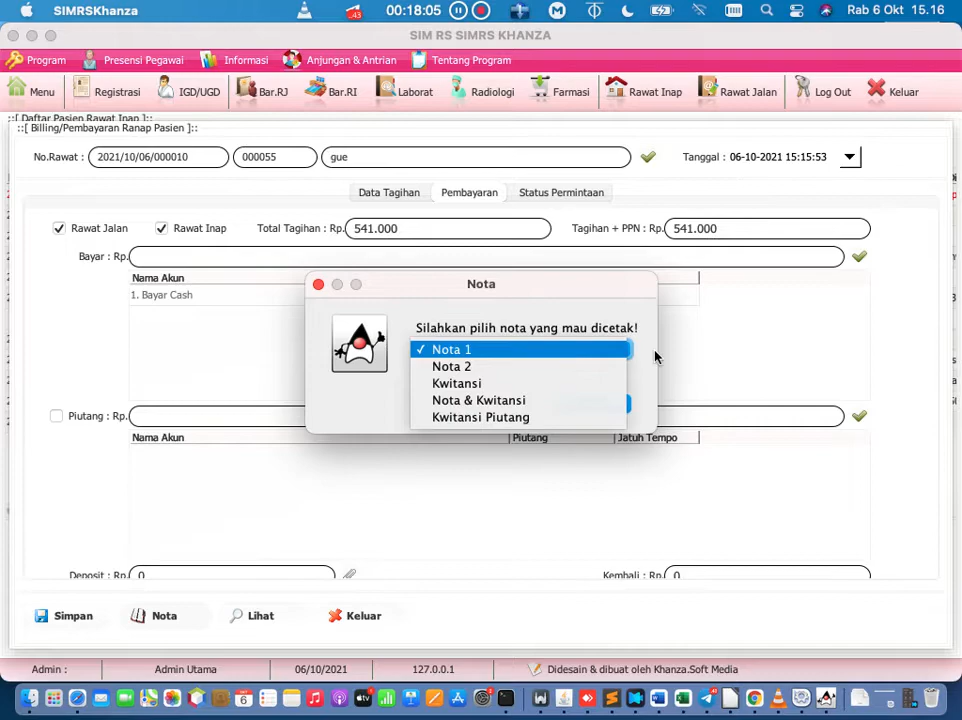 SIMRSKhanza 43 00:18:05 Rab 6 Okt 15.16
SIM RS SIMRS KHANZA
Program Presensi Pegawai Informasi Anjungan & Antrian Tentang Program
Menu Registrasi IGD/UGD Bar.RJ Bar.RI Laborat Radiologi Farmasi Rawat Inap Rawat Jalan Log Out Keluar
::[ Daftar Pasien Rawat Inap ]::
::[ Billing/Pembayaran Ranap Pasien ]::
No.Rawat : 2021/10/06/000010 000055 gue Tanggal : 06-10-2021 15:15:53
Data Tagihan Pembayaran Status Permintaan
Rawat Jalan Rawat Inap Total Tagihan : Rp. 541.000 Tagihan + PPN : Rp. 541.000
Bayar : Rp.
Nama Akun
1. Bayar Cash
Nota
Silahkan pilih nota yang mau dicetak!
✓ Nota 1
Nota 2
Kwitansi
Nota & Kwitansi
Kwitansi Piutang
Piutang : Rp.
Nama Akun Piutang Jatuh Tempo
Deposit : Rp. 0 Kembali : Rp. 0
Simpan Nota Lihat Keluar
Admin : Admin Utama 06/10/2021 127.0.0.1 Didesain & dibuat oleh Khanza.Soft Media